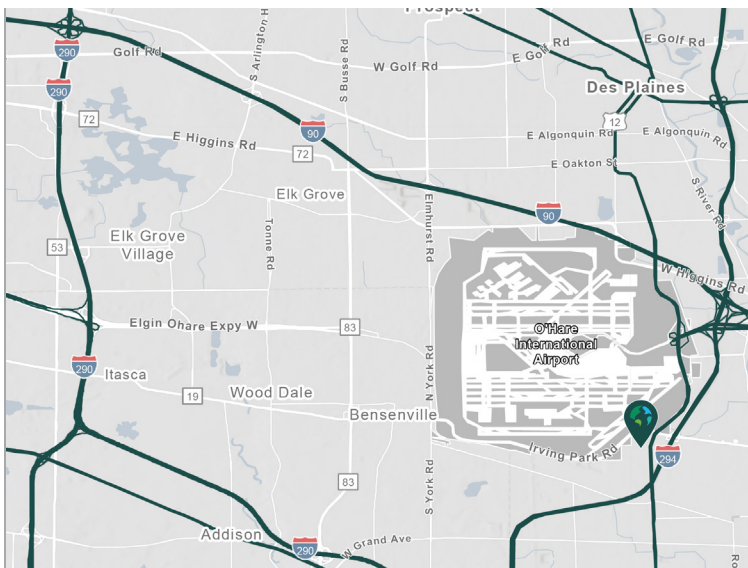 Prospect
290
Golf Rd
S Arlington H
S Busse Rd
W Golf Rd
E Golf Rd
E Golf Rd
290
Des Plaines
72
E Higgins Rd
72
90
12
E Algonquin Rd
E Algonquin Rd
E Oakton St
Elk Grove
Elmhurst Rd
90
S River Rd
Elk Grove
Village
53
Tonne Rd
W Higgins Rd
Elgin Ohare Expy W
83
O'Hare
International
Airport
290
Itasca
19
Wood Dale
N York Rd
Bensenville
Irving Park Rd
294
83
S York Rd
Addison
290
W Grand Ave
Ro